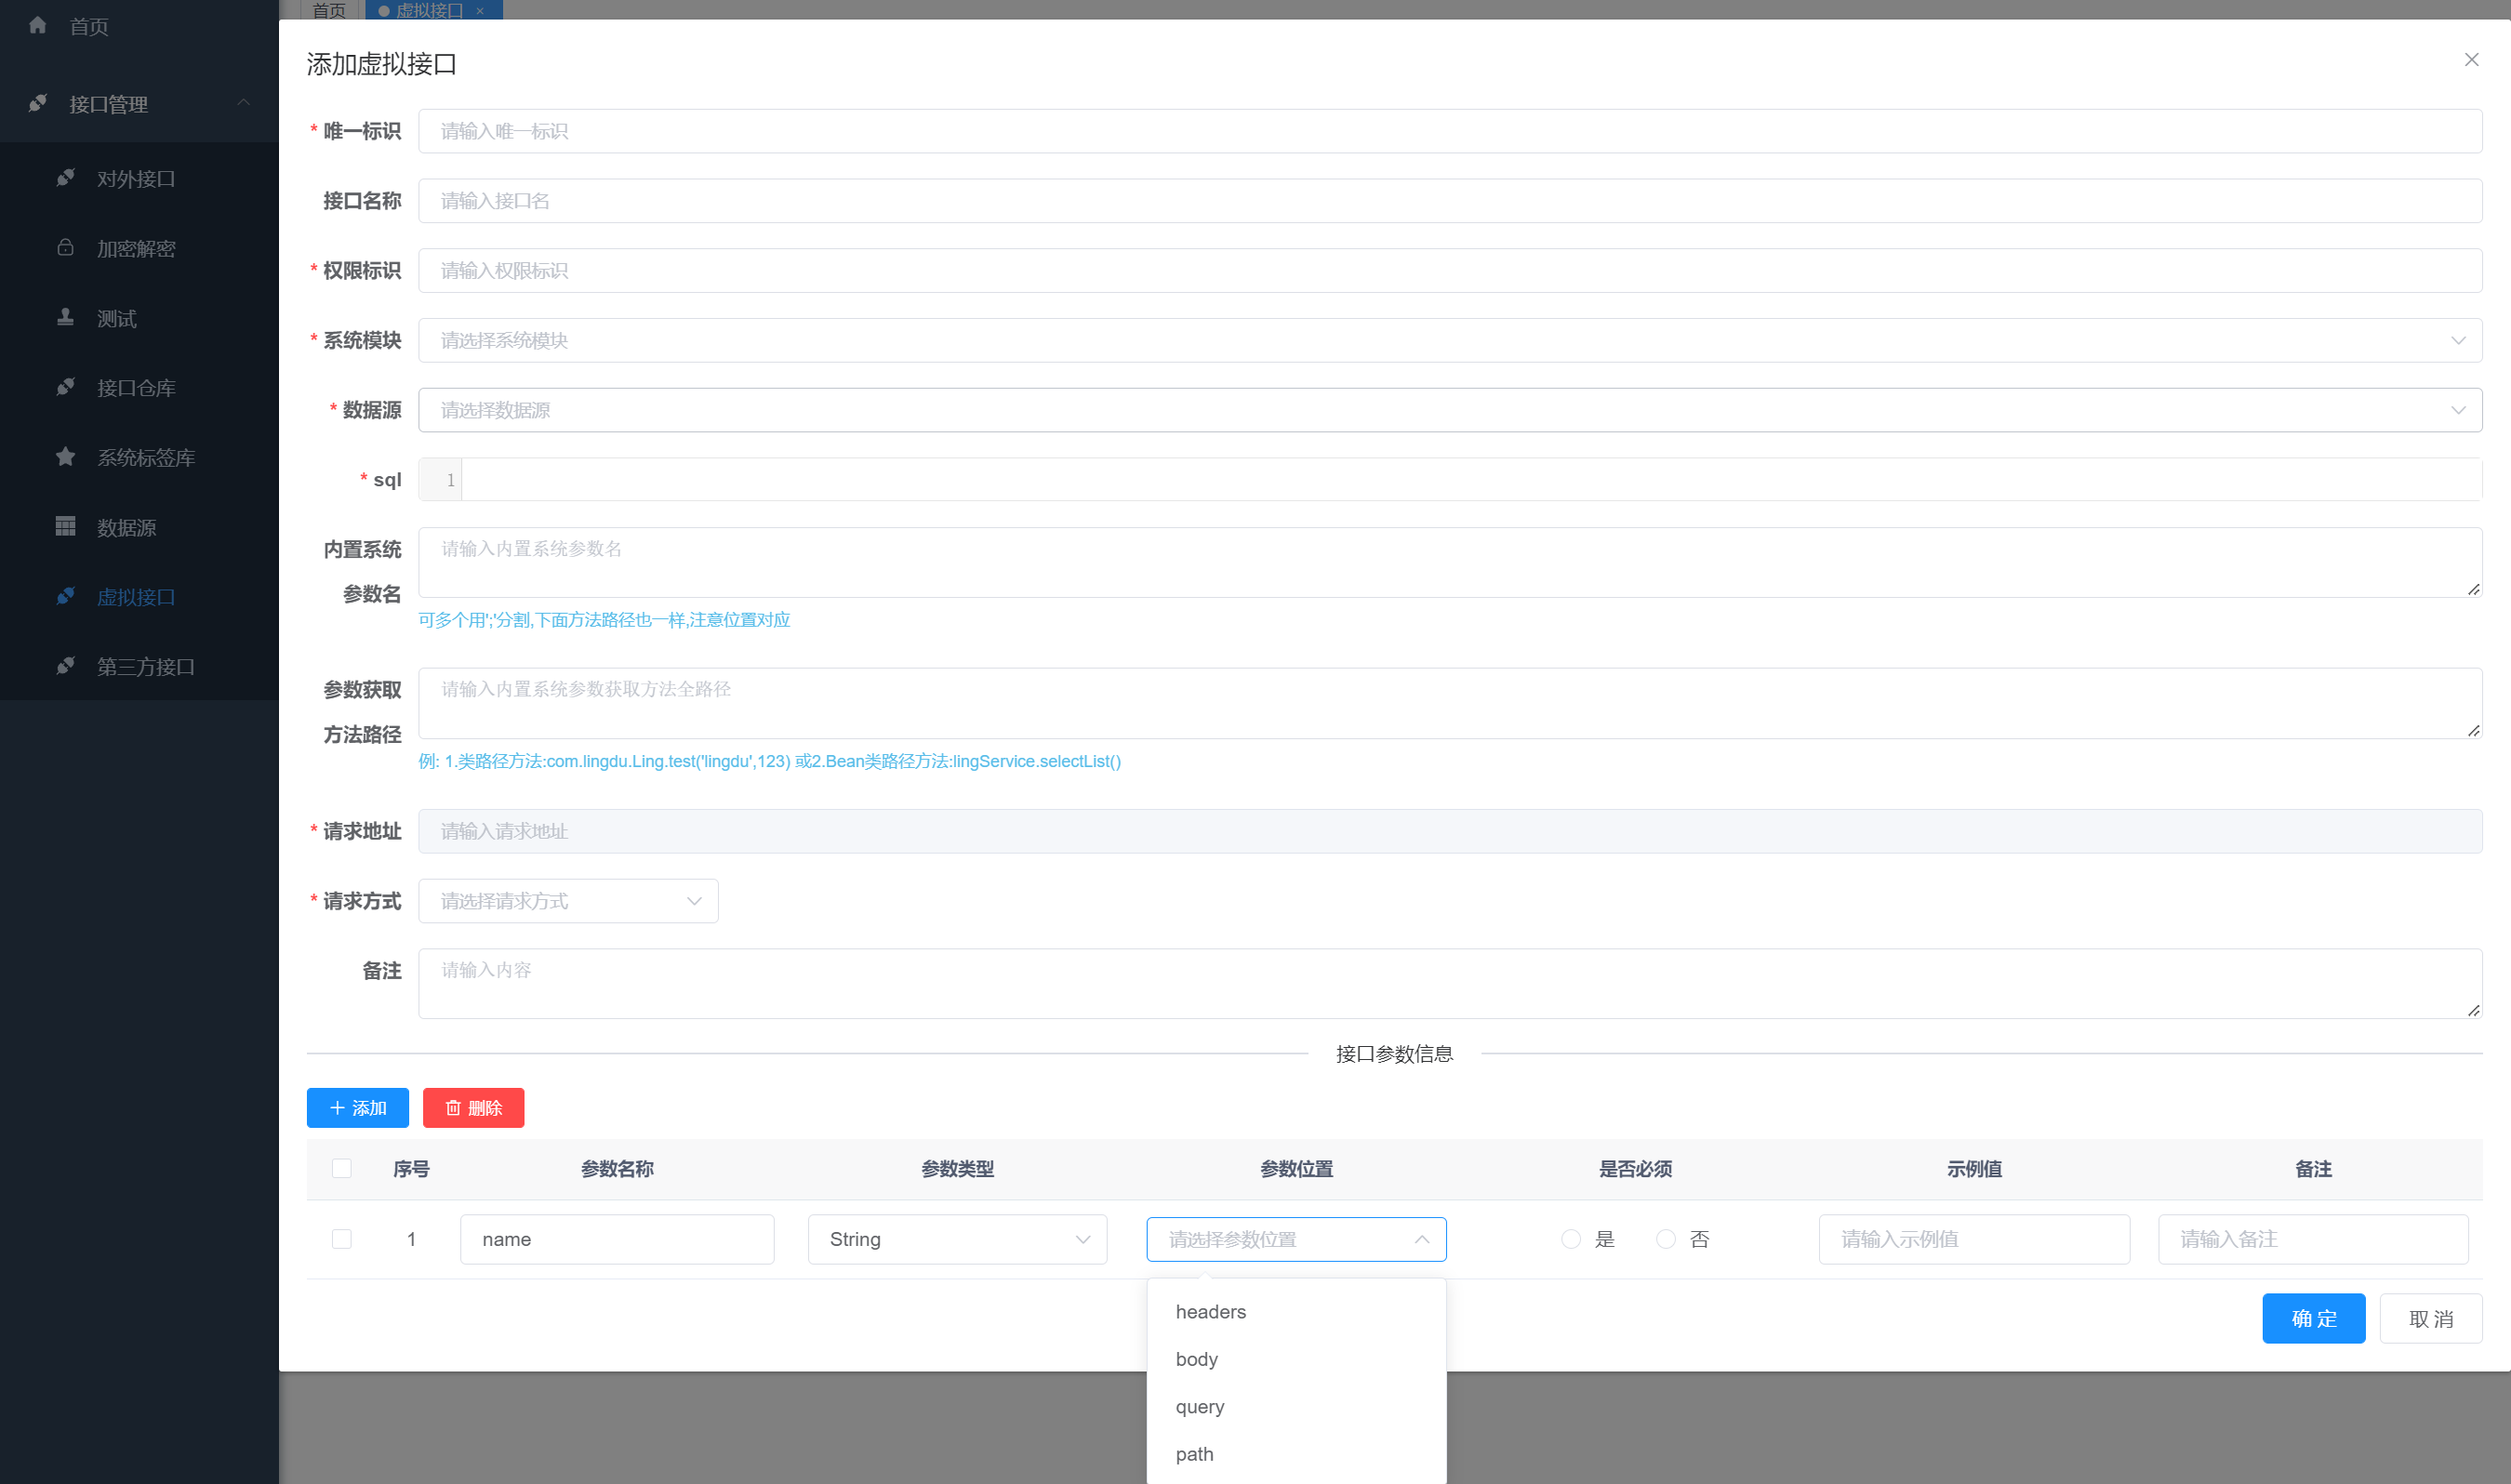 首页
接口管理
对外接口
加密解密
测试
接口仓库
系统标签库
数据源
虚拟接口
第三方接口
首页
虚拟接口 ×
添加虚拟接口
* 唯一标识 请输入唯一标识
接口名称 请输入接口名
* 权限标识 请输入权限标识
* 系统模块 请选择系统模块
* 数据源 请选择数据源
* sql 1
内置系统
参数名
请输入内置系统参数名
可多个用';'分割,下面方法路径也一样,注意位置对应
参数获取
方法路径
请输入内置系统参数获取方法全路径
例: 1.类路径方法:com.lingdu.Ling.test('lingdu',123) 或2.Bean类路径方法:lingService.selectList()
* 请求地址 请输入请求地址
* 请求方式 请选择请求方式
备注 请输入内容
接口参数信息
添加 删除
序号 参数名称 参数类型 参数位置 是否必须 示例值 备注
1 name String 请选择参数位置 是 否 请输入示例值 请输入备注
headers
body
query
path
确 定 取 消